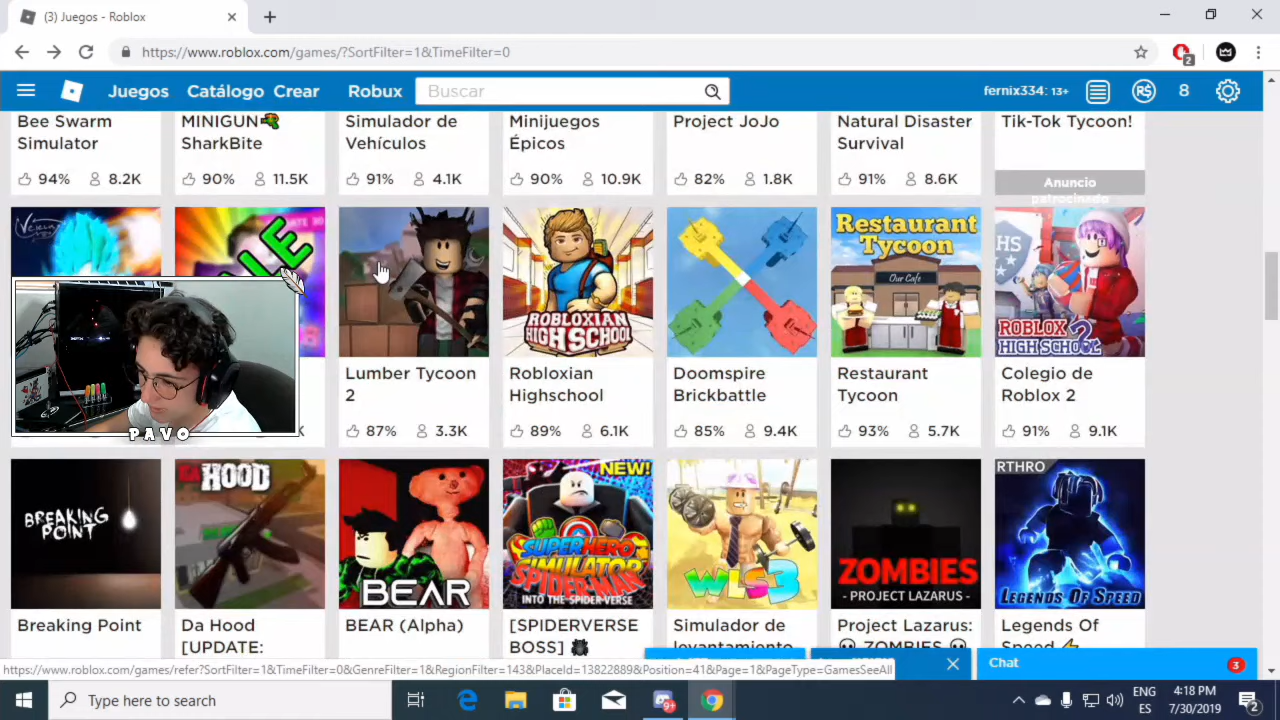 (3) Juegos - Roblox
https://www.roblox.com/games/?SortFilter=1&TimeFilter=0
2
Juegos Catálogo Crear Robux Buscar fernix334: 13+ R$ 8
Bee Swarm Simulator
94% 8.2K
MINIGUN SharkBite
90% 11.5K
Simulador de Vehículos
91% 4.1K
Minijuegos Épicos
90% 10.9K
Project JoJo
82% 1.8K
Natural Disaster Survival
91% 8.6K
Tik-Tok Tycoon!
Anuncio patrocinado
PAVO
Lumber Tycoon 2
87% 3.3K
ROBLOXIAN HIGH SCHOOL
Robloxian Highschool
89% 6.1K
Doomspire Brickbattle
85% 9.4K
Restaurant Tycoon
Our Cafe
Restaurant Tycoon
93% 5.7K
HS
ROBLOX HIGH SCHOOL 2
Colegio de Roblox 2
91% 9.1K
BREAKING POINT
Breaking Point
DA HOOD
Da Hood [UPDATE:
BEAR
BEAR (Alpha)
NEW!
SUPERHERO SIMULATOR
SPIDERMAN
INTO THE SPIDER-VERSE
[SPIDERVERSE BOSS]
WLS3
Simulador de levantamiento
ZOMBIES
- PROJECT LAZARUS -
Project Lazarus: ZOMBIES
RTHRO
LEGENDS OF SPEED
Legends Of Speed
https://www.roblox.com/games/refer?SortFilter=1&TimeFilter=0&GenreFilter=1&RegionFilter=143&PlaceId=13822889&Position=41&Page=1&PageType=GamesSeeAll
Chat 3
Type here to search
9+
ENG
ES
4:18 PM
7/30/2019
2